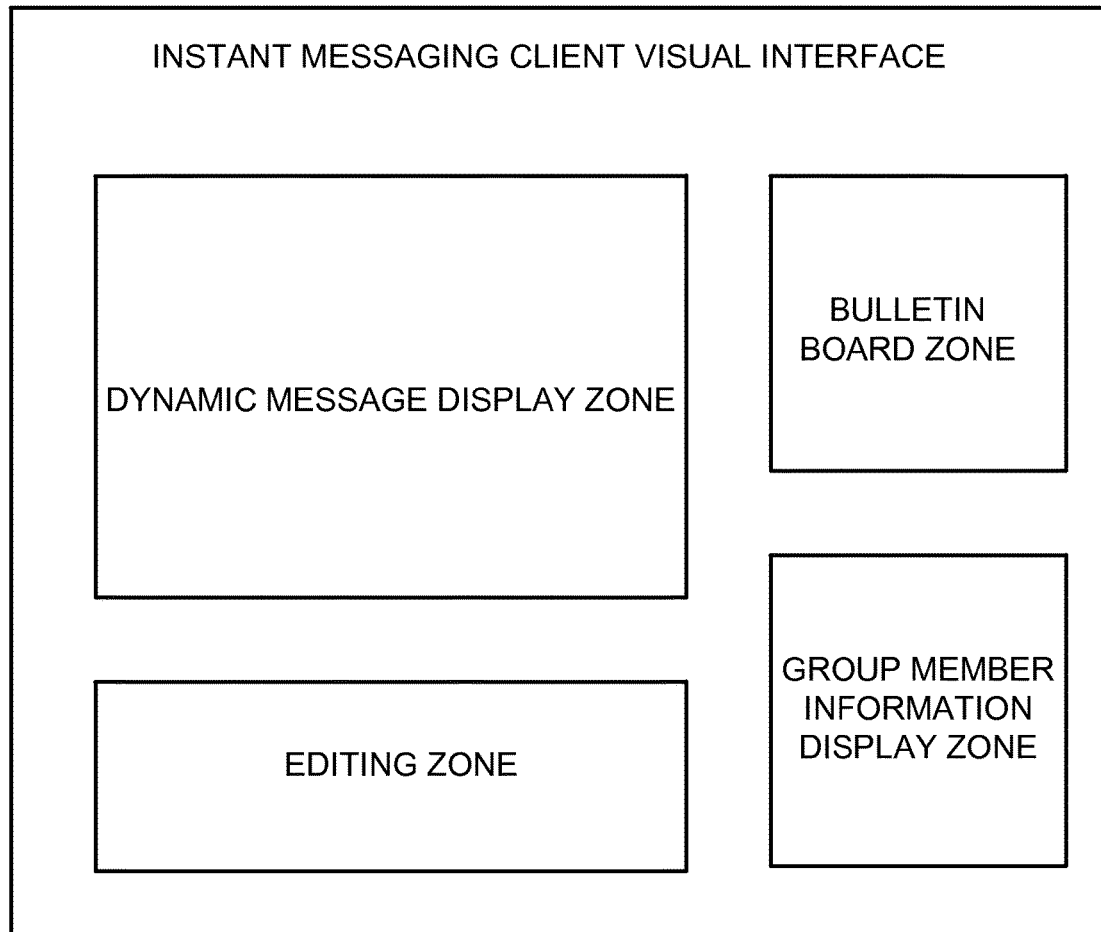 INSTANT MESSAGING CLIENT VISUAL INTERFACE
DYNAMIC MESSAGE DISPLAY ZONE
BULLETIN
BOARD ZONE
EDITING ZONE
GROUP MEMBER
INFORMATION
DISPLAY ZONE